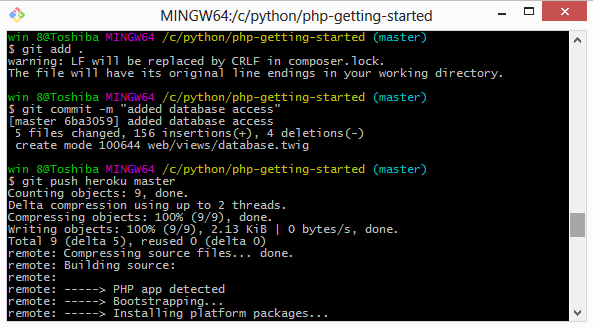 MINGW64:/c/python/php-getting-started
win 8@Toshiba MINGW64 /c/python/php-getting-started (master)
$ git add .
warning: LF will be replaced by CRLF in composer.lock.
The file will have its original line endings in your working directory.
win 8@Toshiba MINGW64 /c/python/php-getting-started (master)
$ git commit -m "added database access"
[master 6ba3059] added database access
 5 files changed, 156 insertions(+), 4 deletions(-)
 create mode 100644 web/views/database.twig
win 8@Toshiba MINGW64 /c/python/php-getting-started (master)
$ git push heroku master
Counting objects: 9, done.
Delta compression using up to 2 threads.
Compressing objects: 100% (9/9), done.
Writing objects: 100% (9/9), 2.13 KiB | 0 bytes/s, done.
Total 9 (delta 5), reused 0 (delta 0)
remote: Compressing source files... done.
remote: Building source:
remote:
remote: -----> PHP app detected
remote: -----> Bootstrapping...
remote: -----> Installing platform packages...